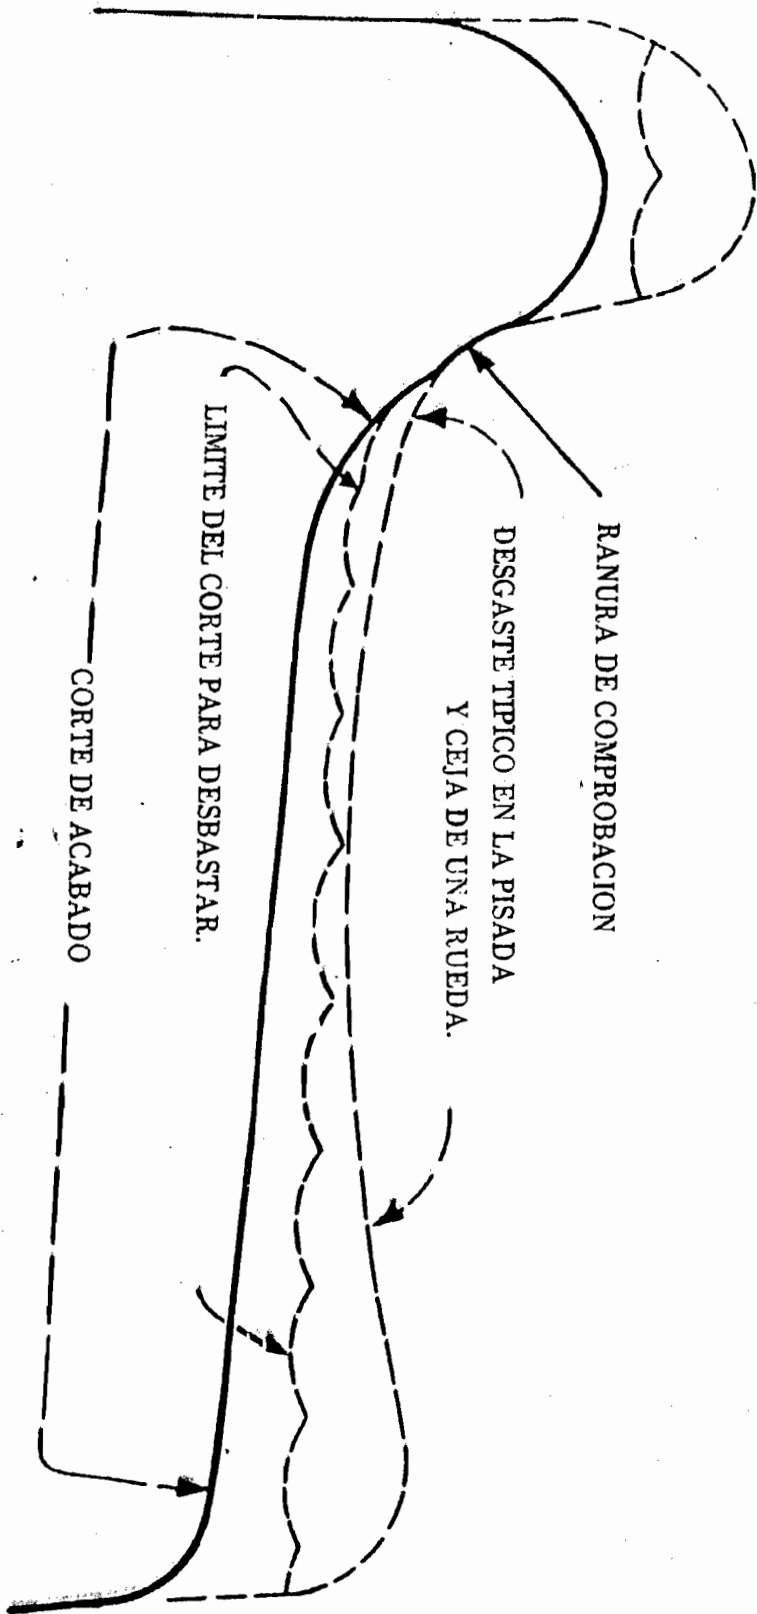 RANURA DE COMPROBACION
DESGASTE TIPICO EN LA PISADA
Y CEJA DE UNA RUEDA.
LIMITE DEL CORTE PARA DESBASTAR.
CORTE DE ACABADO